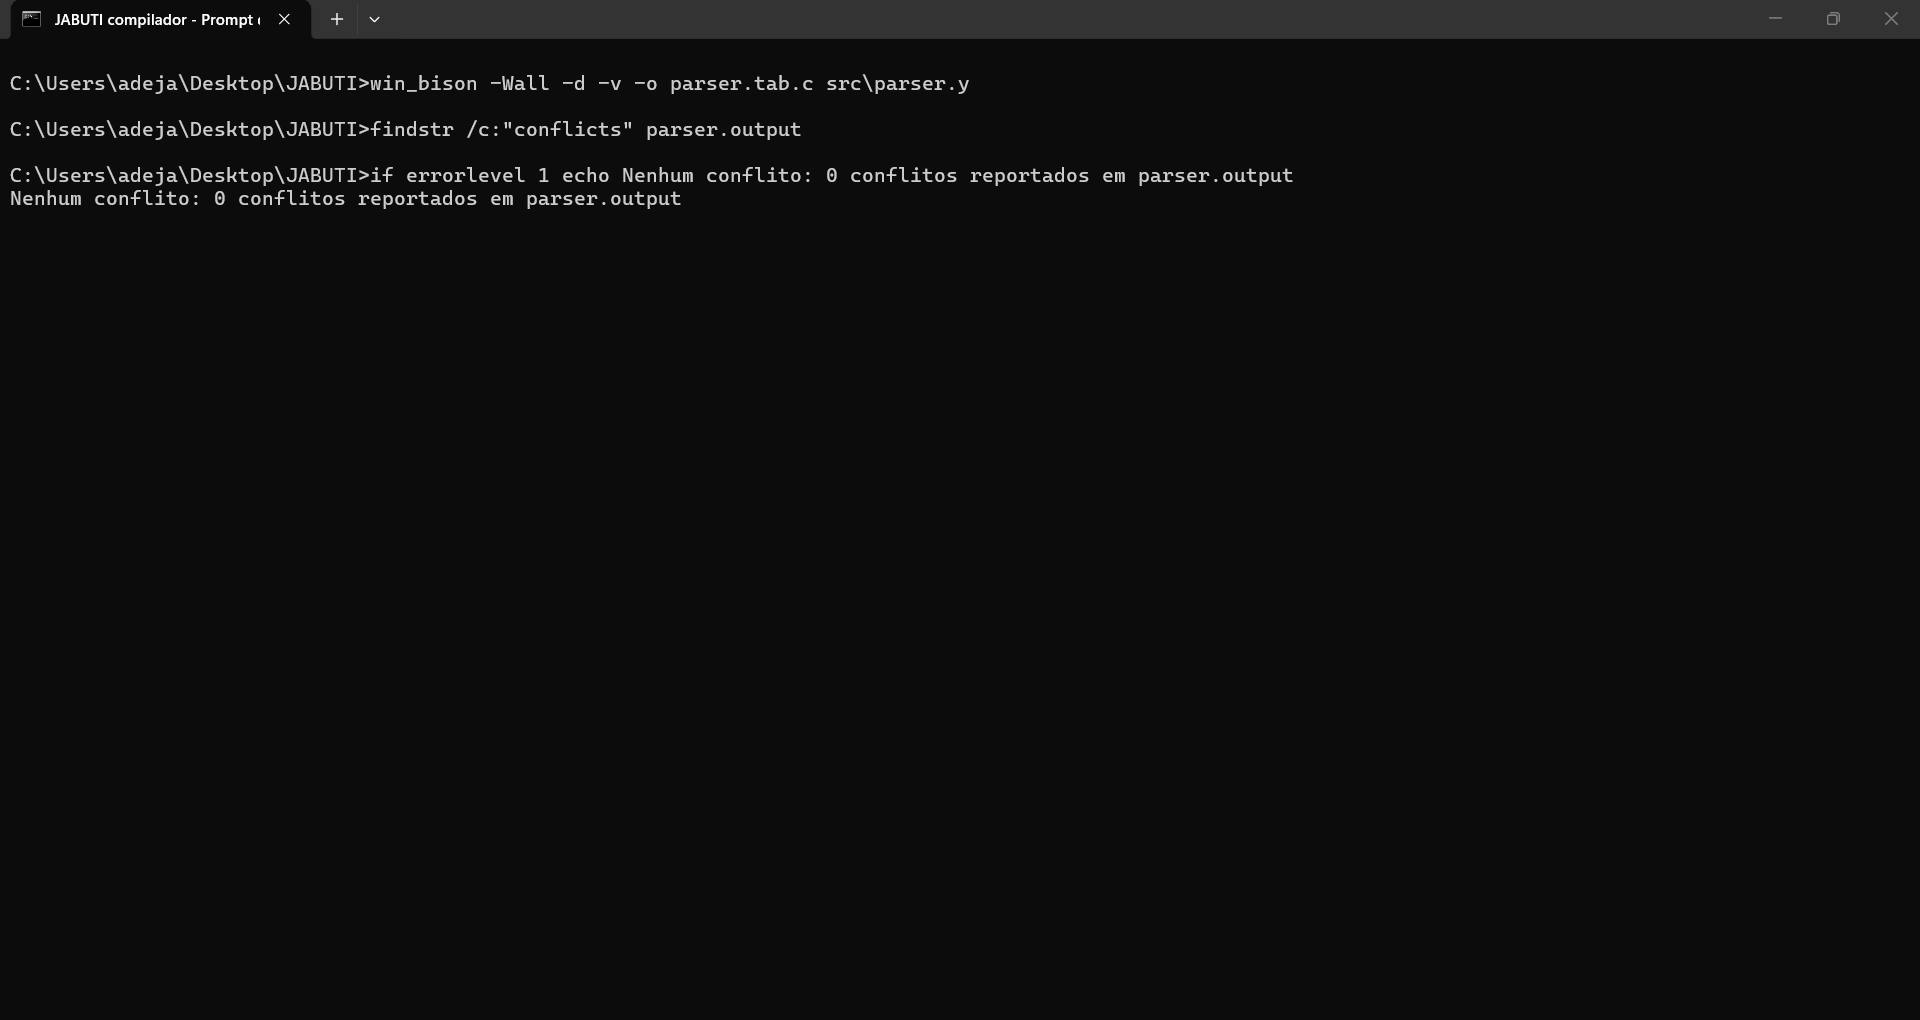 JABUTI compilador - Prompt
C:\Users\adeja\Desktop\JABUTI>win_bison -Wall -d -v -o parser.tab.c src\parser.y
C:\Users\adeja\Desktop\JABUTI>findstr /c:"conflicts" parser.output
C:\Users\adeja\Desktop\JABUTI>if errorlevel 1 echo Nenhum conflito: 0 conflitos reportados em parser.output
Nenhum conflito: 0 conflitos reportados em parser.output